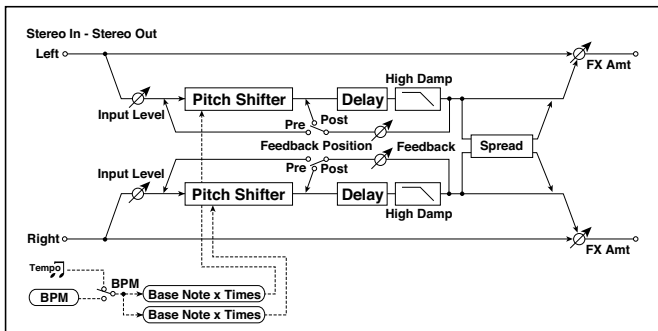 Stereo In - Stereo Out
Left
FX Amt
High Damp
Pitch Shifter
Delay
Input Level
Pre
Post
Feedback Position
Feedback
Spread
Input Level
Pre
Post
Pitch Shifter
Delay
High Damp
Right
FX Amt
Tempo
BPM
BPM
Base Note x Times
Base Note x Times